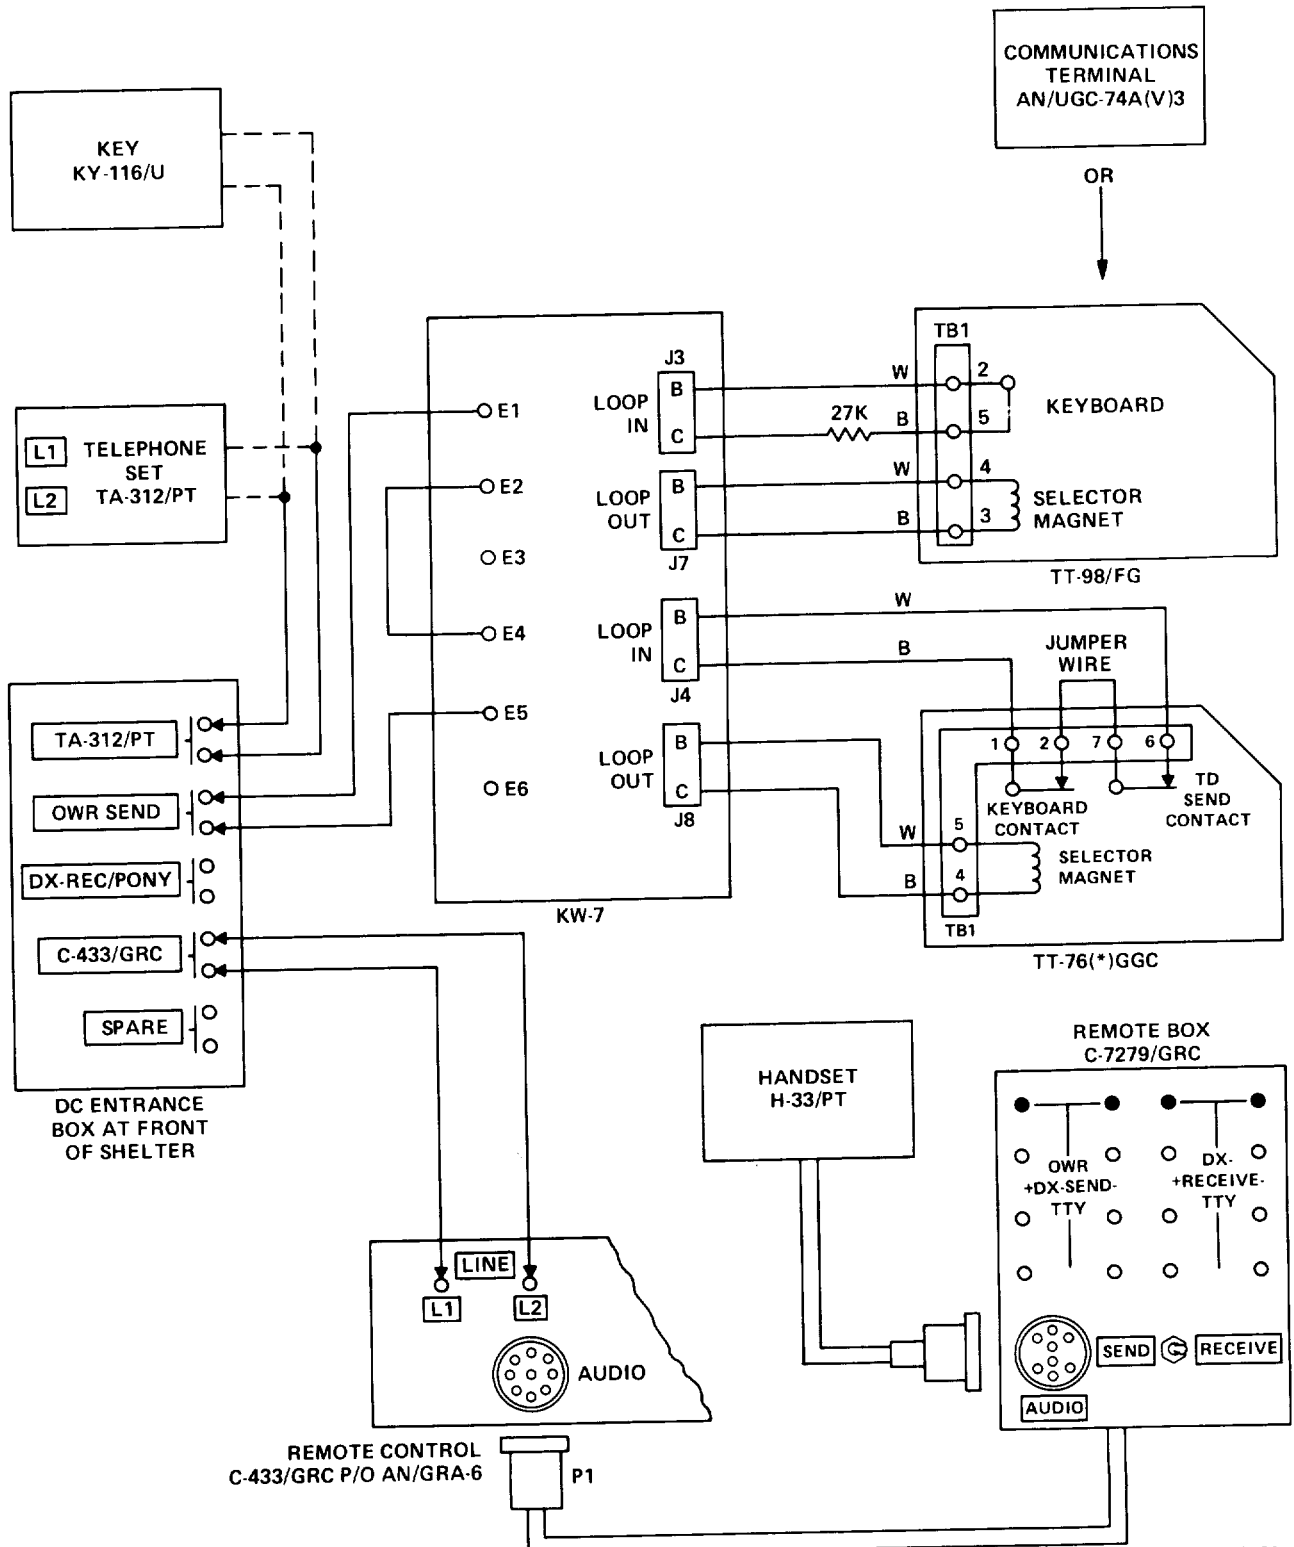 COMMUNICATIONS
TERMINAL
AN/UGC-74A(V)3
OR
KEY
KY-116/U
L1
L2
TELEPHONE
SET
TA-312/PT
E1
E2
E3
E4
E5
E6
LOOP
IN
J3
B
C
LOOP
OUT
B
C
J7
LOOP
IN
B
C
J4
LOOP
OUT
B
C
J8
KW-7
W
27K
B
W
B
TB1
2
5
4
3
KEYBOARD
SELECTOR
MAGNET
TT-98/FG
W
B
JUMPER
WIRE
1
2
7
6
KEYBOARD
CONTACT
TD
SEND
CONTACT
W
5
B
4
SELECTOR
MAGNET
TB1
TT-76(*)GGC
TA-312/PT
OWR SEND
DX-REC/PONY
C-433/GRC
SPARE
DC ENTRANCE
BOX AT FRONT
OF SHELTER
HANDSET
H-33/PT
REMOTE BOX
C-7279/GRC
OWR
+DX-SEND-
TTY
DX-
+RECEIVE-
TTY
SEND
RECEIVE
AUDIO
LINE
L1
L2
AUDIO
REMOTE CONTROL
C-433/GRC P/O AN/GRA-6
P1